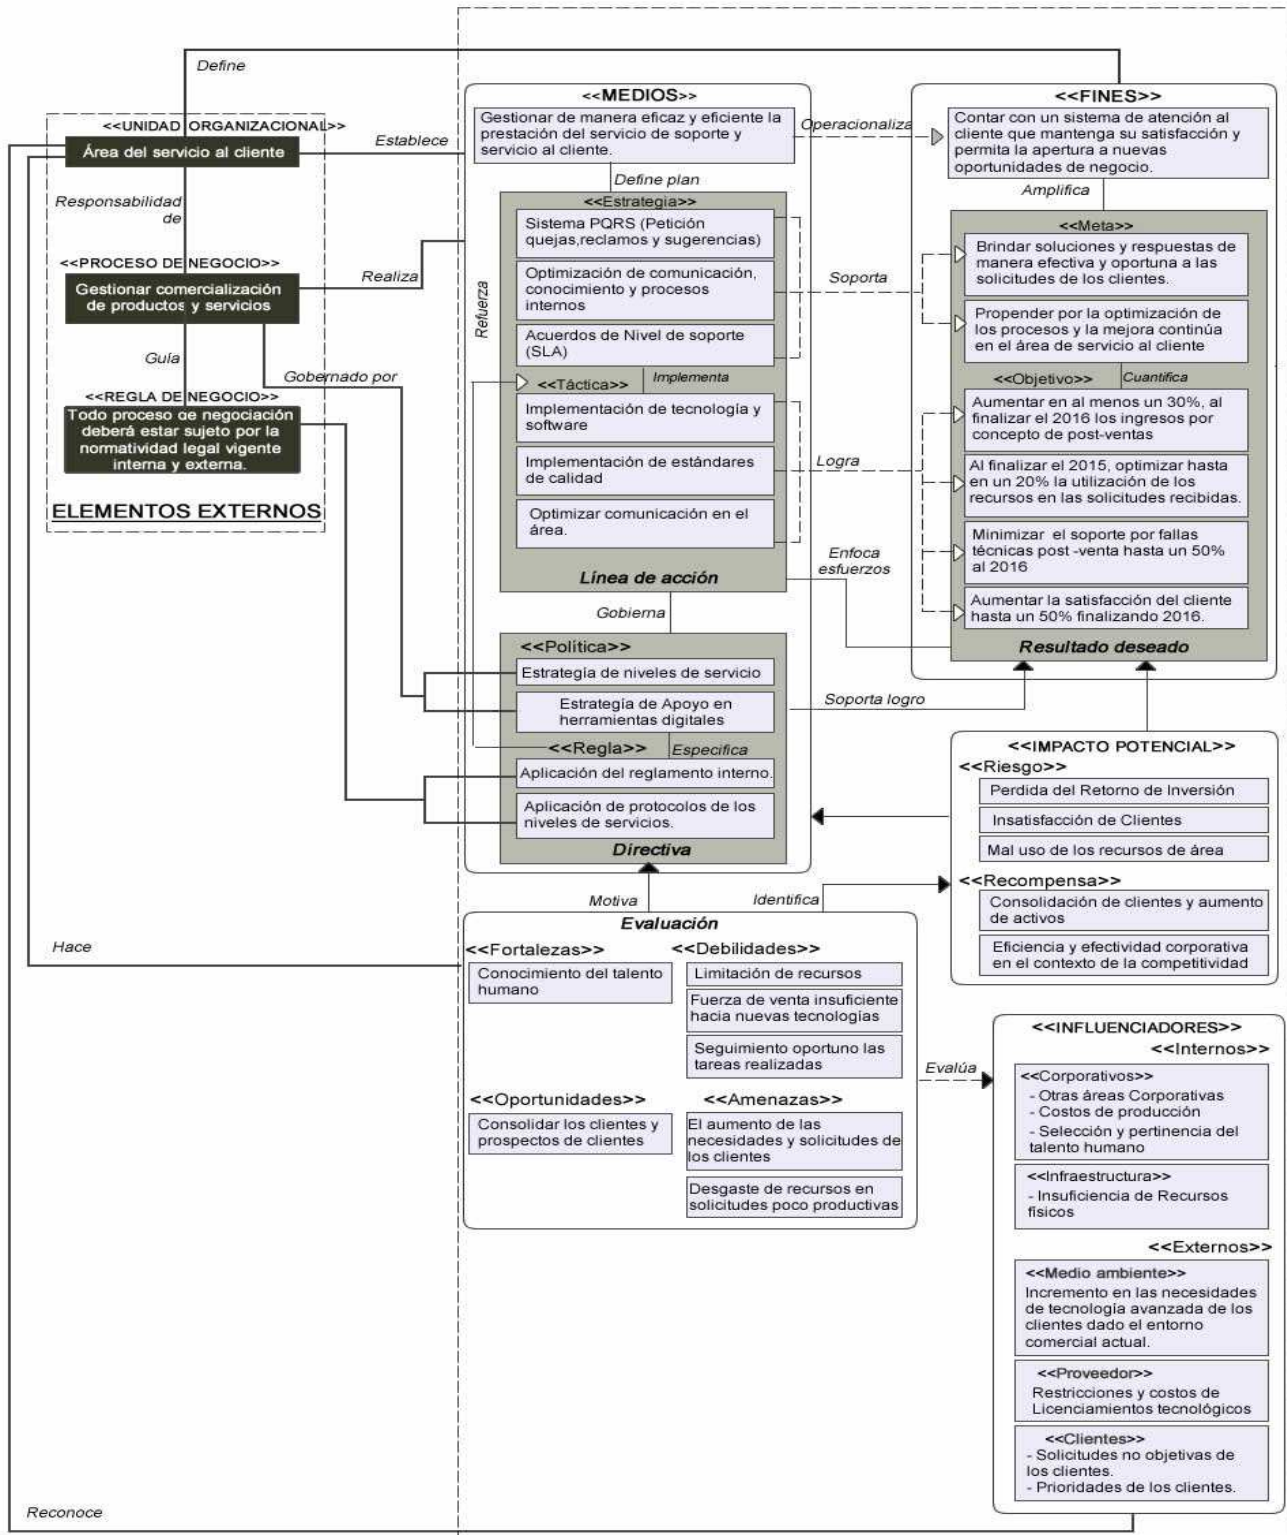 Define
<<UNIDAD ORGANIZACIONAL>>
Área del servicio al cliente
Responsabilidad
de
<<PROCESO DE NEGOCIO>>
Gestionar comercialización
de productos y servicios
Guía
<<REGLA DE NEGOCIO>>
Todo proceso de negociación
deberá estar sujeto por la
normatividad legal vigente
interna y externa.
ELEMENTOS EXTERNOS
Establece
Realiza
Gobernado por
Hace
Reconoce
<<MEDIOS>>
Gestionar de manera eficaz y eficiente la
prestación del servicio de soporte y
servicio al cliente.
Define plan
<<Estrategia>>
Sistema PQRS (Petición
quejas,reclamos y sugerencias)
Optimización de comunicación,
conocimiento y procesos
internos
Acuerdos de Nivel de soporte
(SLA)
Refuerza
Implementa
<<Táctica>>
Implementación de tecnología y
software
Implementación de estándares
de calidad
Optimizar comunicación en el
área.
Línea de acción
Gobierna
<<Política>>
Estrategía de niveles de servicio
Estrategía de Apoyo en
herramientas digitales
<<Regla>>
Especifica
Aplicación del reglamento interno.
Aplicación de protocolos de los
niveles de servicios.
Directiva
Operacionaliza
Soporta
Logra
Enfoca
esfuerzos
Soporta logro
<<FINES>>
Contar con un sistema de atención al
cliente que mantenga su satisfacción y
permita la apertura a nuevas
oportunidades de negocio.
Amplifica
<<Meta>>
Brindar soluciones y respuestas de
manera efectiva y oportuna a las
solicitudes de los clientes.
Propender por la optimización de
los procesos y la mejora continúa
en el área de servicio al cliente
<<Objetivo>>
Cuantifica
Aumentar en al menos un 30%, al
finalizar el 2016 los ingresos por
concepto de post-ventas
Al finalizar el 2015, optimizar hasta
en un 20% la utilización de los
recursos en las solicitudes recibidas.
Minimizar el soporte por fallas
técnicas post -venta hasta un 50%
al 2016
Aumentar la satisfacción del cliente
hasta un 50% finalizando 2016.
Resultado deseado
<<IMPACTO POTENCIAL>>
<<Riesgo>>
Perdida del Retorno de Inversión
Insatisfacción de Clientes
Mal uso de los recursos de área
<<Recompensa>>
Consolidación de clientes y aumento
de activos
Eficiencia y efectividad corporativa
en el contexto de la competitividad
Motiva
Identifica
Evaluación
<<Fortalezas>>
Conocimiento del talento
humano
<<Debilidades>>
Limitación de recursos
Fuerza de venta insuficiente
hacia nuevas tecnologías
Seguimiento oportuno las
tareas realizadas
<<Oportunidades>>
Consolidar los clientes y
prospectos de clientes
<<Amenazas>>
El aumento de las
necesidades y solicitudes de
los clientes
Desgaste de recursos en
solicitudes poco productivas
Evalúa
<<INFLUENCIADORES>>
<<Internos>>
<<Corporativos>>
- Otras áreas Corporativas
- Costos de producción
- Selección y pertinencia del
talento humano
<<Infraestructura>>
- Insuficiencia de Recursos
físicos
<<Externos>>
<<Medio ambiente>>
Incremento en las necesidades
de tecnología avanzada de los
clientes dado el entorno
comercial actual.
<<Proveedor>>
Restricciones y costos de
Licenciamientos tecnológicos
<<Clientes>>
- Solicitudes no objetivas de
los clientes.
- Prioridades de los clientes.